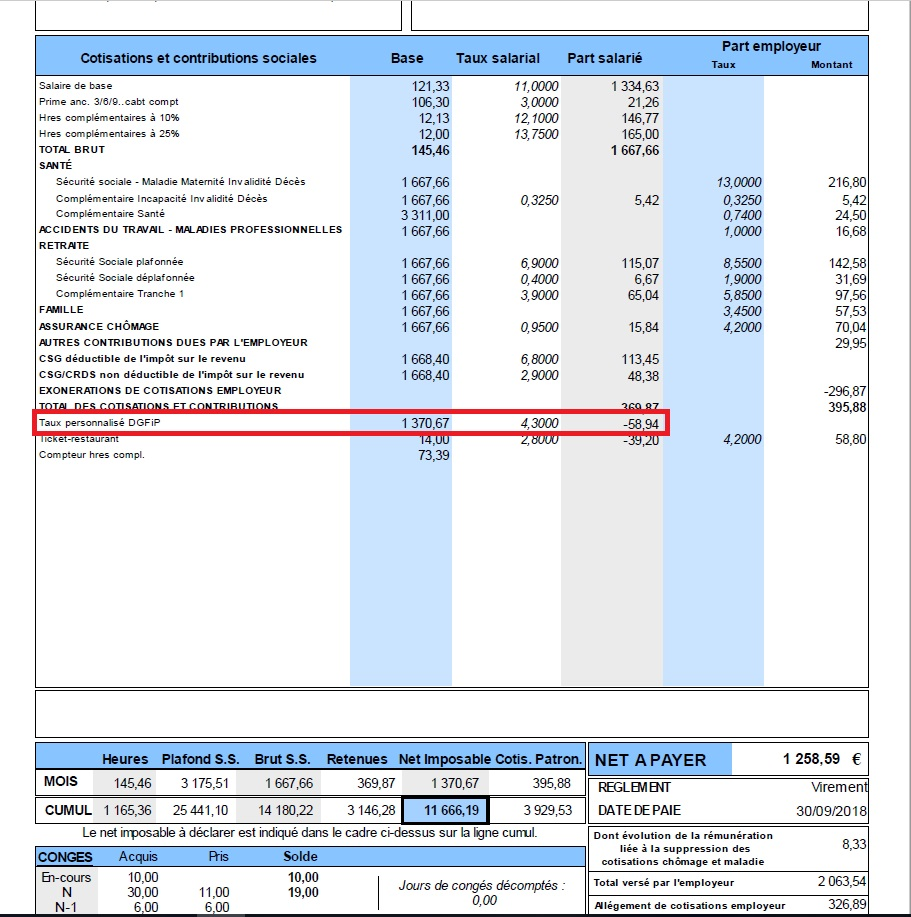 Cotisations et contributions sociales Base Taux salarial Part salarié Part employeur
Taux Montant
Salaire de base 121,33 11,0000 1 334,63
Prime anc. 3/6/9..cabt compt 106,30 3,0000 21,26
Hres complémentaires à 10% 12,13 12,1000 146,77
Hres complémentaires à 25% 12,00 13,7500 165,00
TOTAL BRUT 145,46 1 667,66
SANTÉ
Sécurité sociale - Maladie Maternité Invalidité Décès 1 667,66 13,0000 216,80
Complémentaire Incapacité Invalidité Décès 1 667,66 0,3250 5,42 0,3250 5,42
Complémentaire Santé 3 311,00 0,7400 24,50
ACCIDENTS DU TRAVAIL - MALADIES PROFESSIONNELLES 1 667,66 1,0000 16,68
RETRAITE
Sécurité Sociale plafonnée 1 667,66 6,9000 115,07 8,5500 142,58
Sécurité Sociale déplafonnée 1 667,66 0,4000 6,67 1,9000 31,69
Complémentaire Tranche 1 1 667,66 3,9000 65,04 5,8500 97,56
FAMILLE 1 667,66 3,4500 57,53
ASSURANCE CHÔMAGE 1 667,66 0,9500 15,84 4,2000 70,04
AUTRES CONTRIBUTIONS DUES PAR L'EMPLOYEUR 29,95
CSG déductible de l'impôt sur le revenu 1 668,40 6,8000 113,45
CSG/CRDS non déductible de l'impôt sur le revenu 1 668,40 2,9000 48,38
EXONERATIONS DE COTISATIONS EMPLOYEUR -296,87
TOTAL DES COTISATIONS ET CONTRIBUTIONS 369,87 395,88
Taux personnalisé DGFiP 1 370,67 4,3000 -58,94
Ticket-restaurant 14,00 2,8000 -39,20 4,2000 58,80
Compteur hres compl. 73,39
Heures Plafond S.S. Brut S.S. Retenues Net Imposable Cotis. Patron.
MOIS 145,46 3 175,51 1 667,66 369,87 1 370,67 395,88
CUMUL 1 165,36 25 441,10 14 180,22 3 146,28 11 666,19 3 929,53
Le net imposable à déclarer est indiqué dans le cadre ci-dessus sur la ligne cumul.
NET A PAYER 1 258,59 €
REGLEMENT Virement
DATE DE PAIE 30/09/2018
Dont évolution de la rémunération
liée à la suppression des
cotisations chômage et maladie 8,33
Total versé par l'employeur 2 063,54
Allégement de cotisations employeur 326,89
CONGES Acquis Pris Solde
En-cours 10,00 10,00
N 30,00 11,00 19,00
N-1 6,00 6,00
Jours de congés décomptés :
0,00